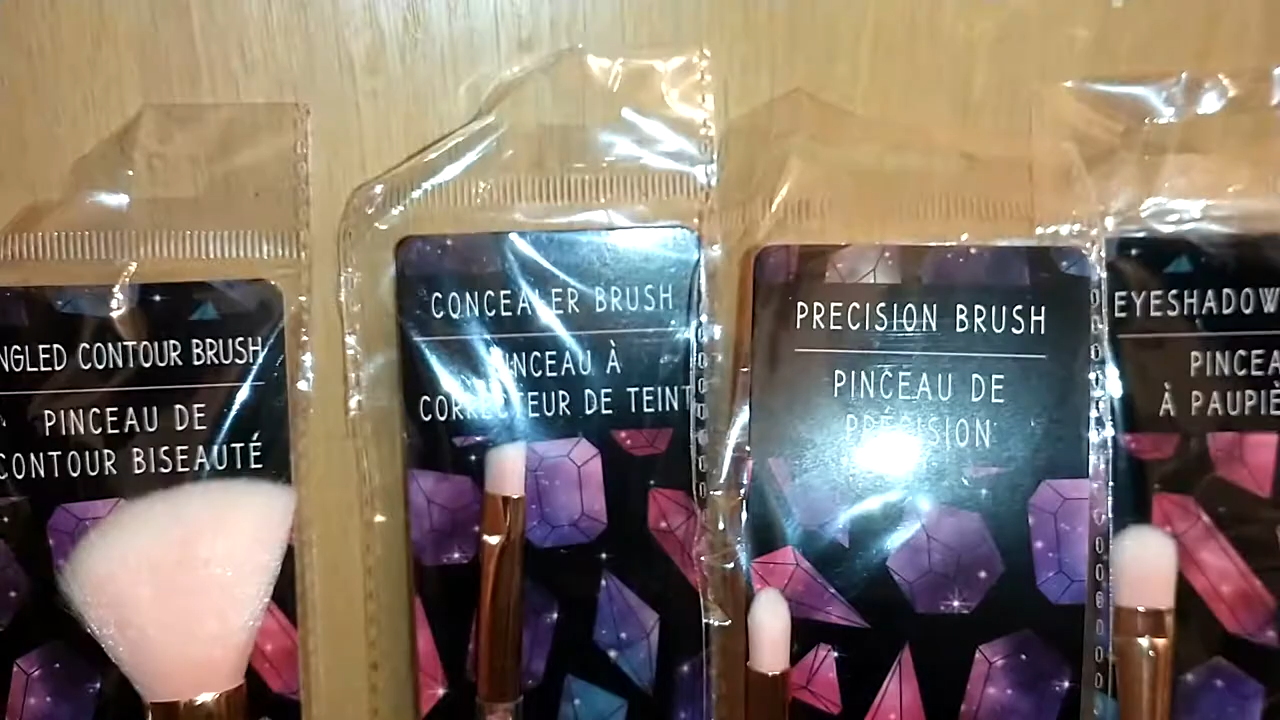 NGLED CONTOUR BRUSH
PINCEAU DE
CONTOUR BISEAUTÉ
CONCEALER BRUSH
PINCEAU À
CORRECTEUR DE TEINT
PRECISION BRUSH
PINCEAU DE
PRÉCISION
EYESHADOW
PINCEA
À PAUPIÈ